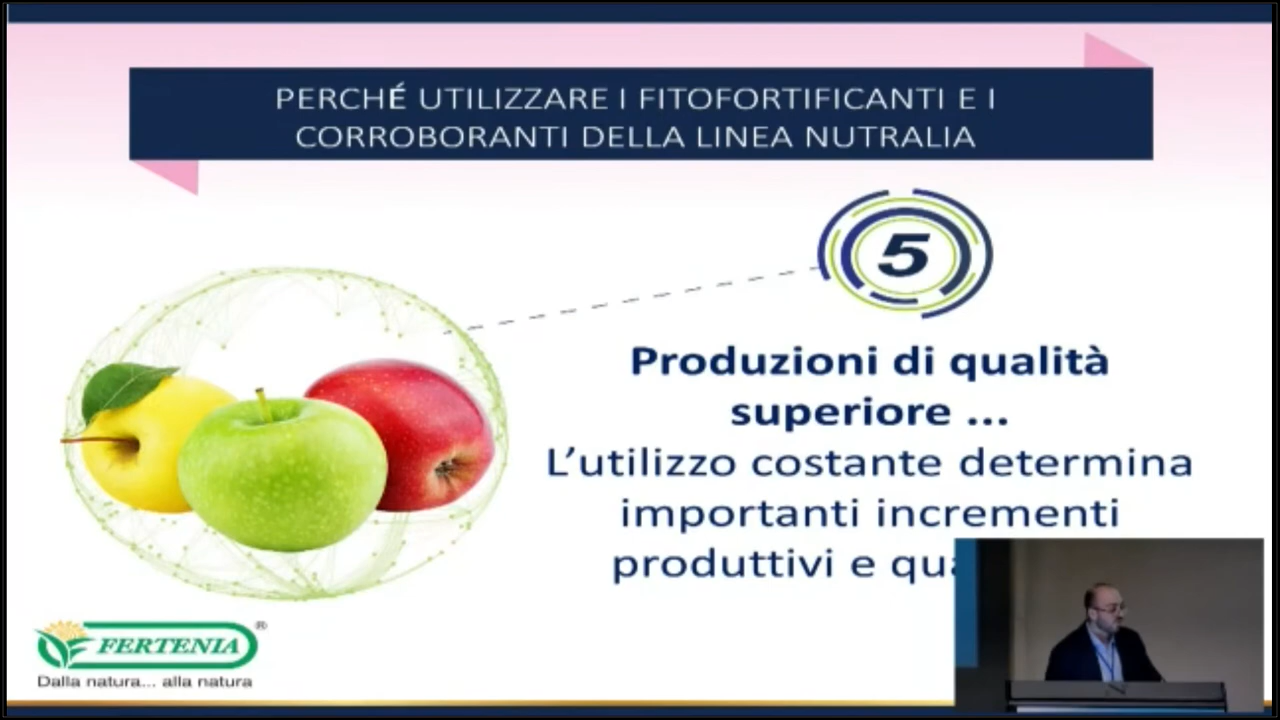 PERCHÉ UTILIZZARE I FITOFORTIFICANTI E I
CORROBORANTI DELLA LINEA NUTRALIA
5
Produzioni di qualità
superiore ...
L’utilizzo costante determina
importanti incrementi
produttivi e
FERTENIA ®
Dalla natura... alla natura